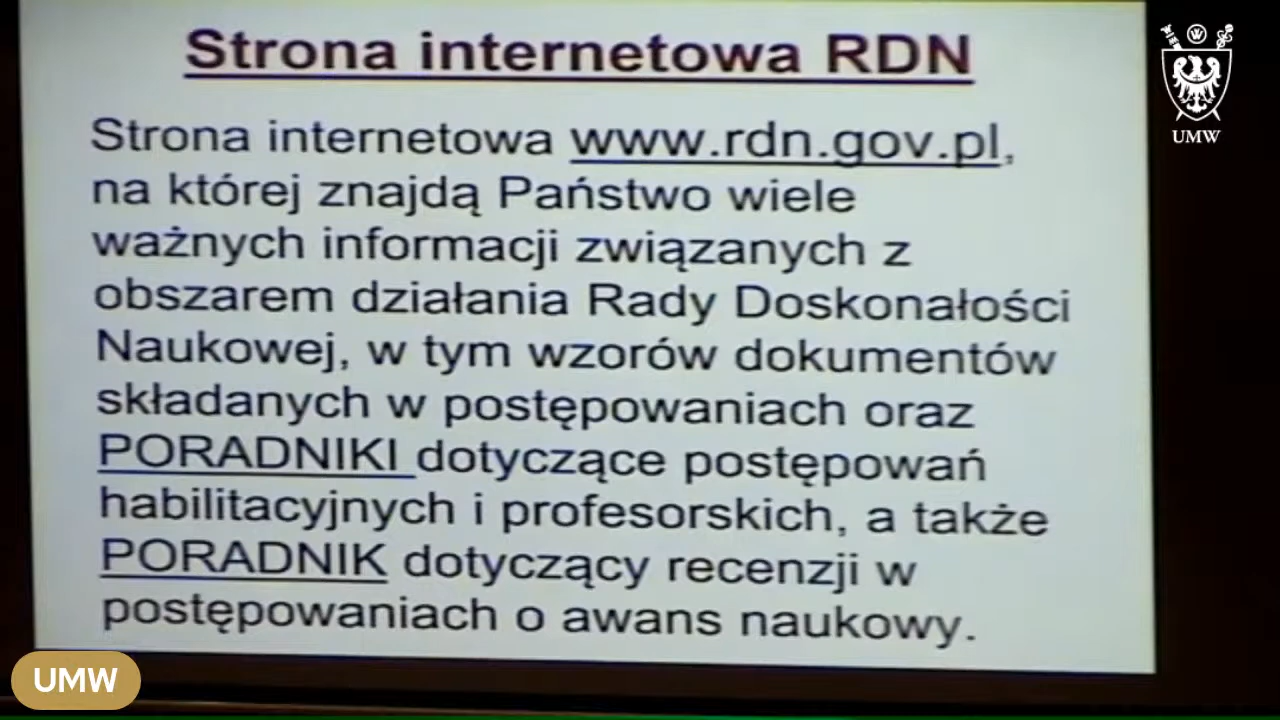 Strona internetowa RDN
Strona internetowa www.rdn.gov.pl,
na której znajdą Państwo wiele
ważnych informacji związanych z
obszarem działania Rady Doskonałości
Naukowej, w tym wzorów dokumentów
składanych w postępowaniach oraz
PORADNIKI dotyczące postępowań
habilitacyjnych i profesorskich, a także
PORADNIK dotyczący recenzji w
postępowaniach o awans naukowy.
UMW
UMW